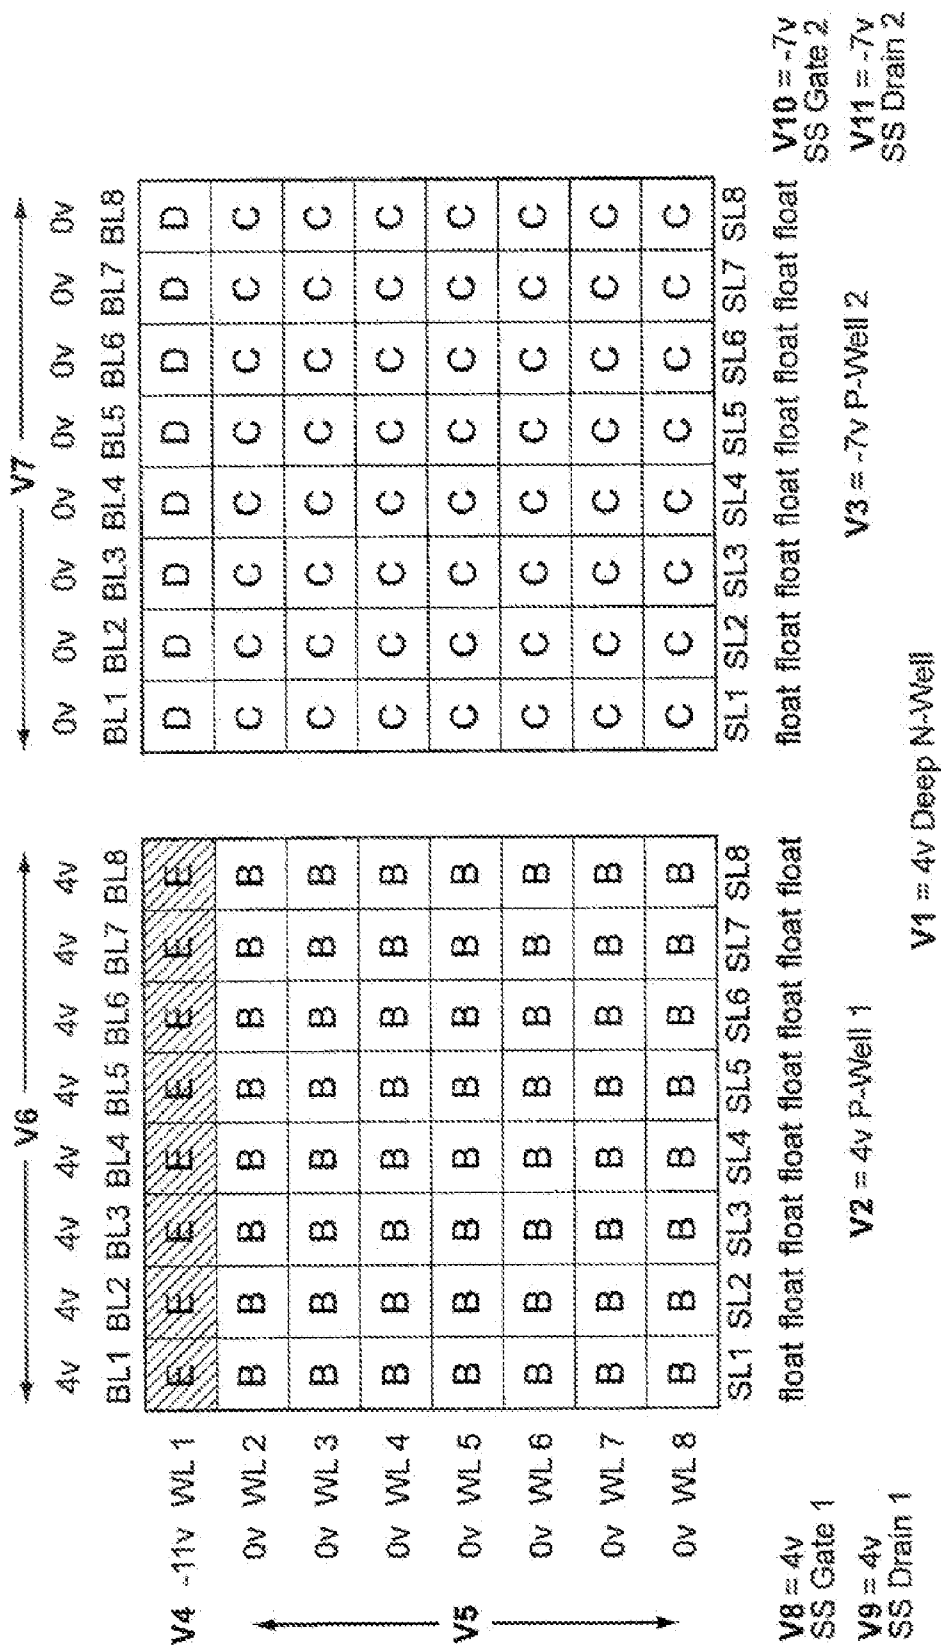 V6 V7
4v 4v 4v 4v 4v 4v 4v 4v 0v 0v 0v 0v 0v 0v 0v 0v
BL1 BL2 BL3 BL4 BL5 BL6 BL7 BL8 BL1 BL2 BL3 BL4 BL5 BL6 BL7 BL8
V4 -11v WL 1 E E E E E E E E D D D D D D D D
0v WL 2 B B B B B B B B C C C C C C C C
0v WL 3 B B B B B B B B C C C C C C C C
0v WL 4 B B B B B B B B C C C C C C C C
V5 0v WL 5 B B B B B B B B C C C C C C C C
0v WL 6 B B B B B B B B C C C C C C C C
0v WL 7 B B B B B B B B C C C C C C C C
0v WL 8 B B B B B B B B C C C C C C C C
SL1 SL2 SL3 SL4 SL5 SL6 SL7 SL8 SL1 SL2 SL3 SL4 SL5 SL6 SL7 SL8
float float float float float float float float float float float float float float float float
V8 = 4v
SS Gate 1
V9 = 4v
SS Drain 1
V2 = 4v P-Well 1
V3 = -7v P-Well 2
V10 = -7v
SS Gate 2
V11 = -7v
SS Drain 2
V1 = 4v Deep N-Well